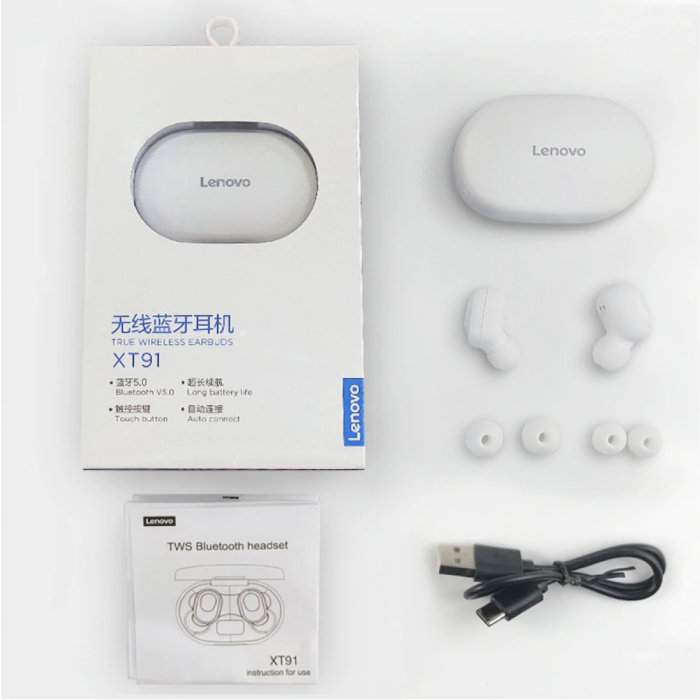 Lenovo
无线蓝牙耳机
TRUE WIRELESS EARBUDS
XT91
• 蓝牙5.0
Bluetooth V5.0
• 超长续航
Long battery life
• 触控按键
Touch button
• 自动连接
Auto connect
Lenovo
Lenovo
Lenovo
TWS Bluetooth headset
XT91
instruction for use